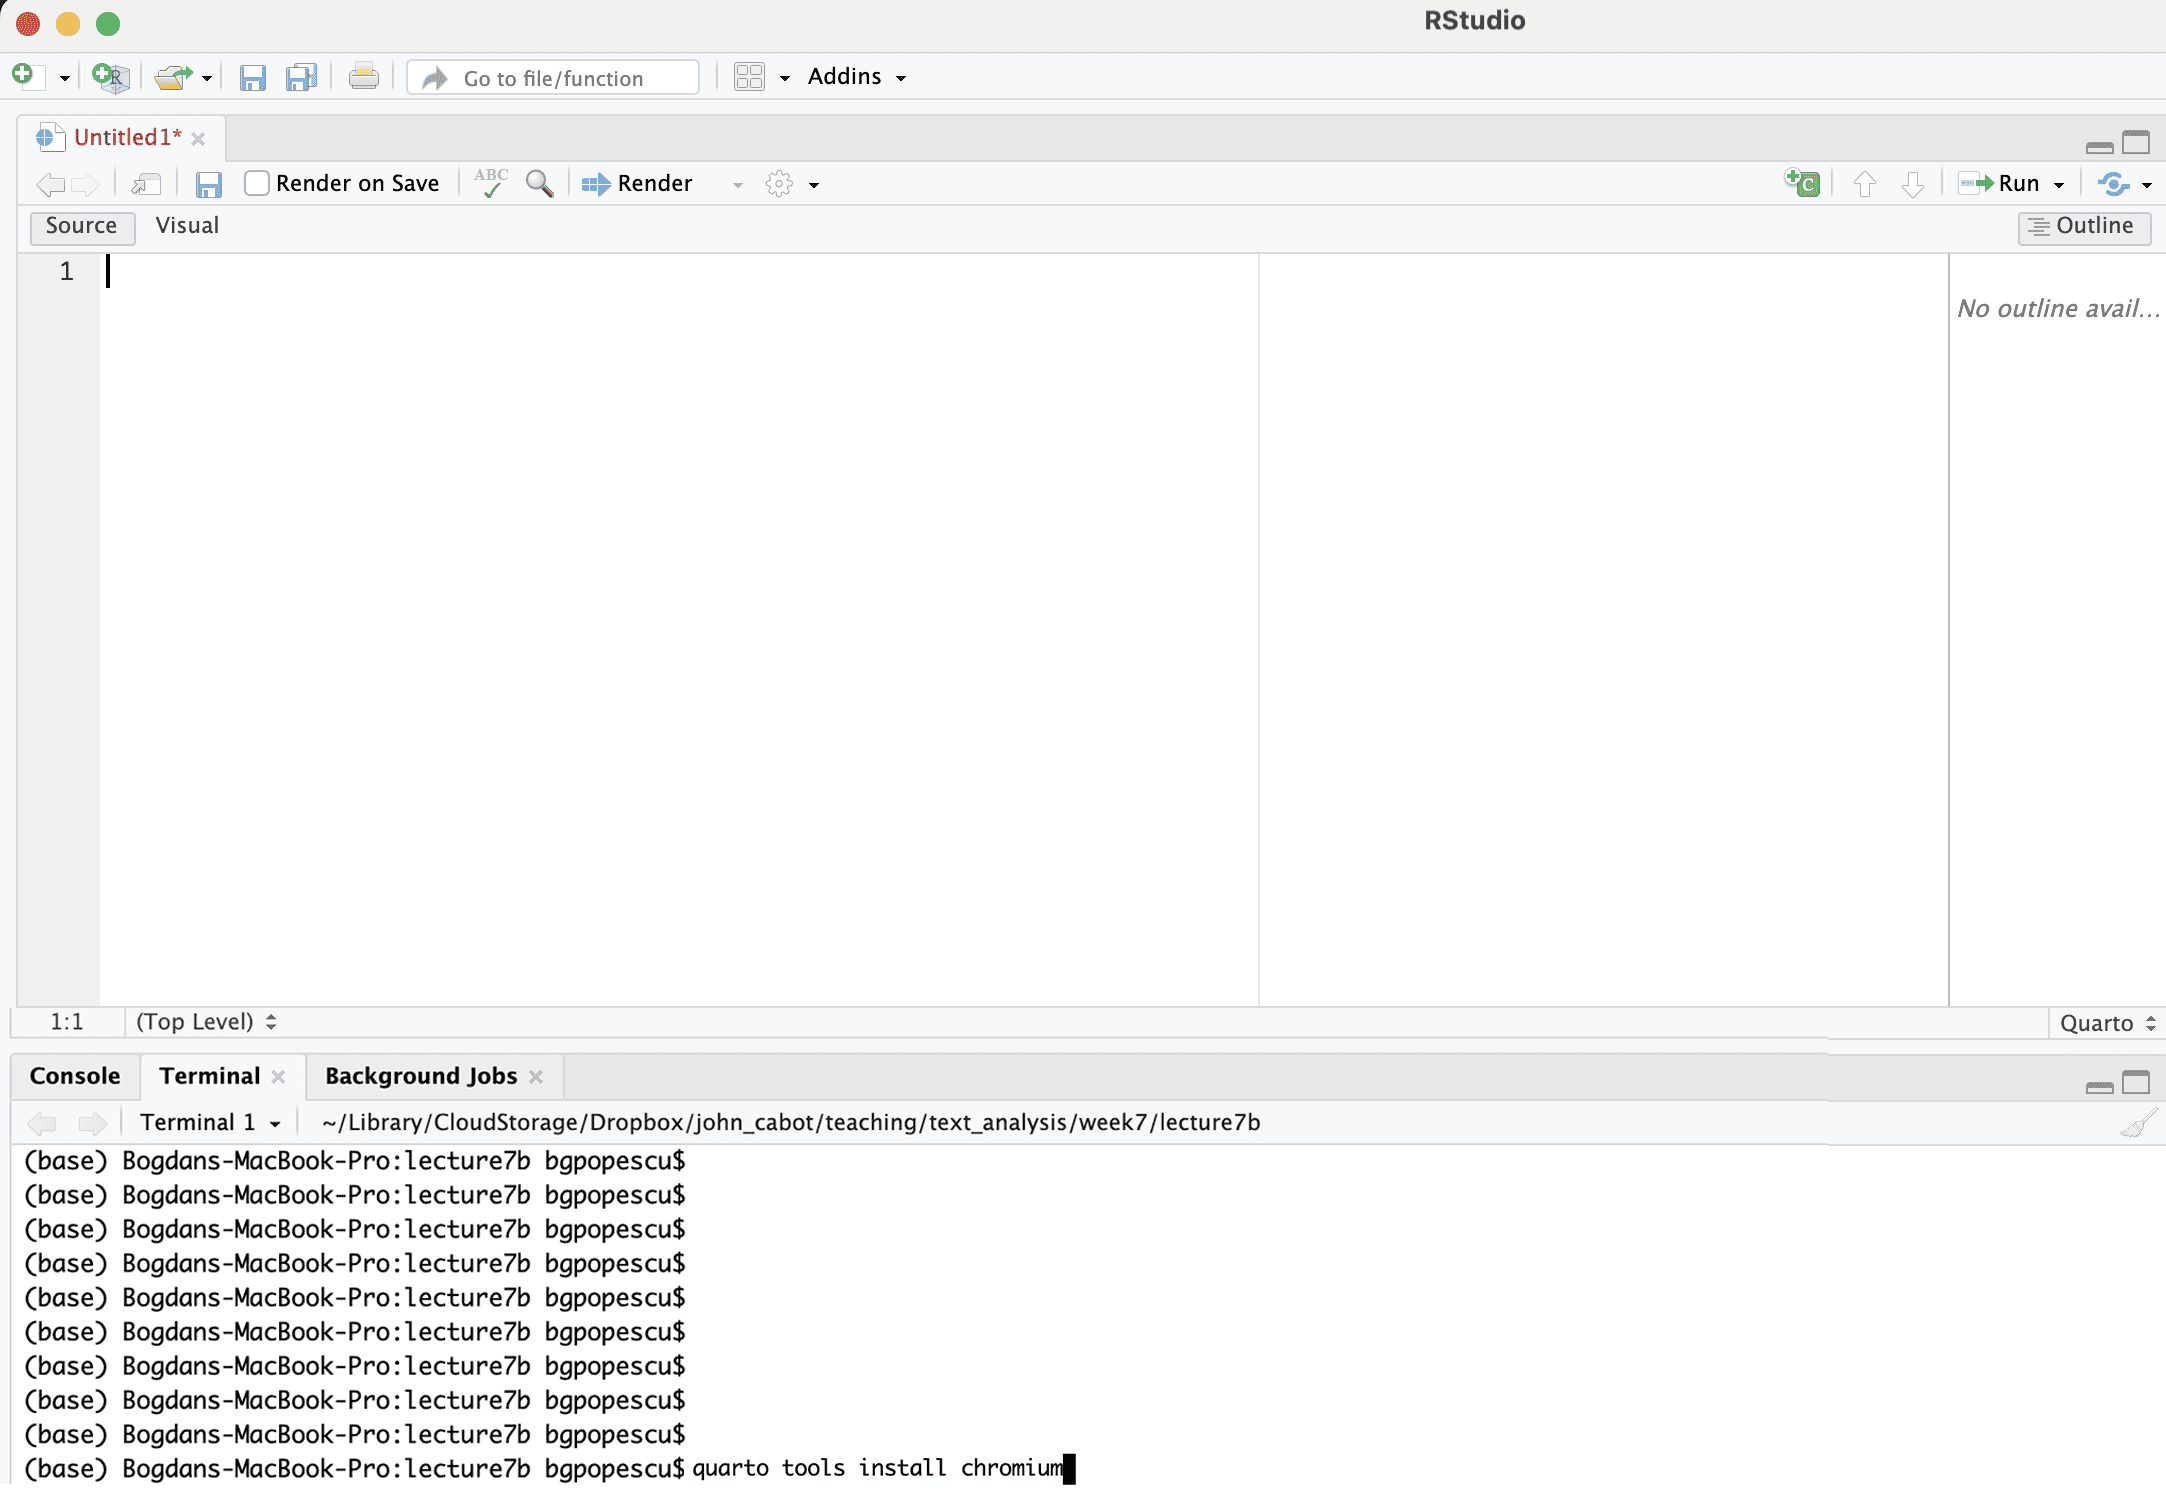 RStudio
Go to file/function Addins
Untitled1*
Render on Save ABC Render Run
Source Visual Outline
1
No outline avail...
1:1 (Top Level) Quarto
Console Terminal Background Jobs
Terminal 1 ~/Library/CloudStorage/Dropbox/john_cabot/teaching/text_analysis/week7/lecture7b
(base) Bogdans-MacBook-Pro:lecture7b bgpopescu$
(base) Bogdans-MacBook-Pro:lecture7b bgpopescu$
(base) Bogdans-MacBook-Pro:lecture7b bgpopescu$
(base) Bogdans-MacBook-Pro:lecture7b bgpopescu$
(base) Bogdans-MacBook-Pro:lecture7b bgpopescu$
(base) Bogdans-MacBook-Pro:lecture7b bgpopescu$
(base) Bogdans-MacBook-Pro:lecture7b bgpopescu$
(base) Bogdans-MacBook-Pro:lecture7b bgpopescu$
(base) Bogdans-MacBook-Pro:lecture7b bgpopescu$
(base) Bogdans-MacBook-Pro:lecture7b bgpopescu$ quarto tools install chromium